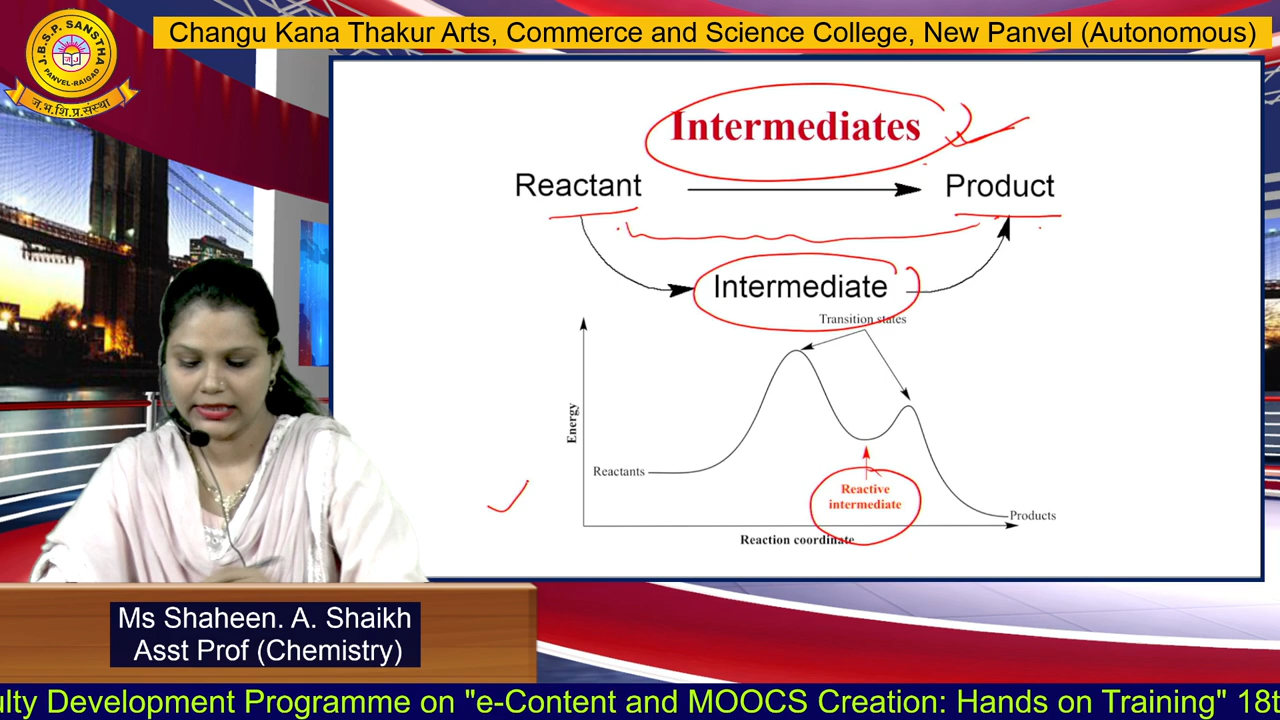 Changu Kana Thakur Arts, Commerce and Science College, New Panvel (Autonomous)
J.B.S.P. SANSTHA
PANVEL-RAIGAD
ज.भ.शि.प्र.संस्था
Intermediates
Reactant
Product
Intermediate
Transition states
Energy
Reactants
Reactive
intermediate
Products
Reaction coordinate
Ms Shaheen. A. Shaikh
Asst Prof (Chemistry)
ulty Development Programme on "e-Content and MOOCS Creation: Hands on Training" 18t